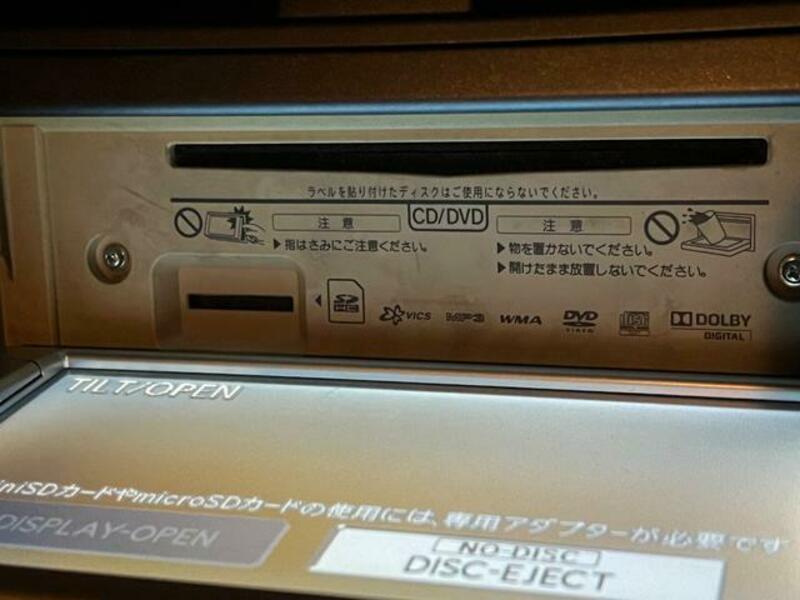 ラベルを貼り付けたディスクはご使用にならないでください。
注意 CD/DVD 注意
▶指はさみにご注意ください。
▶物を置かないでください。
▶開けたまま放置しないでください。
SD HC VICS MP3 WMA DVD VIDEO DOLBY DIGITAL
TILT/OPEN
niSDカードやmicroSDカードの使用には、専用アダプターが必要です
DISPLAY-OPEN
NO-DISC
DISC-EJECT